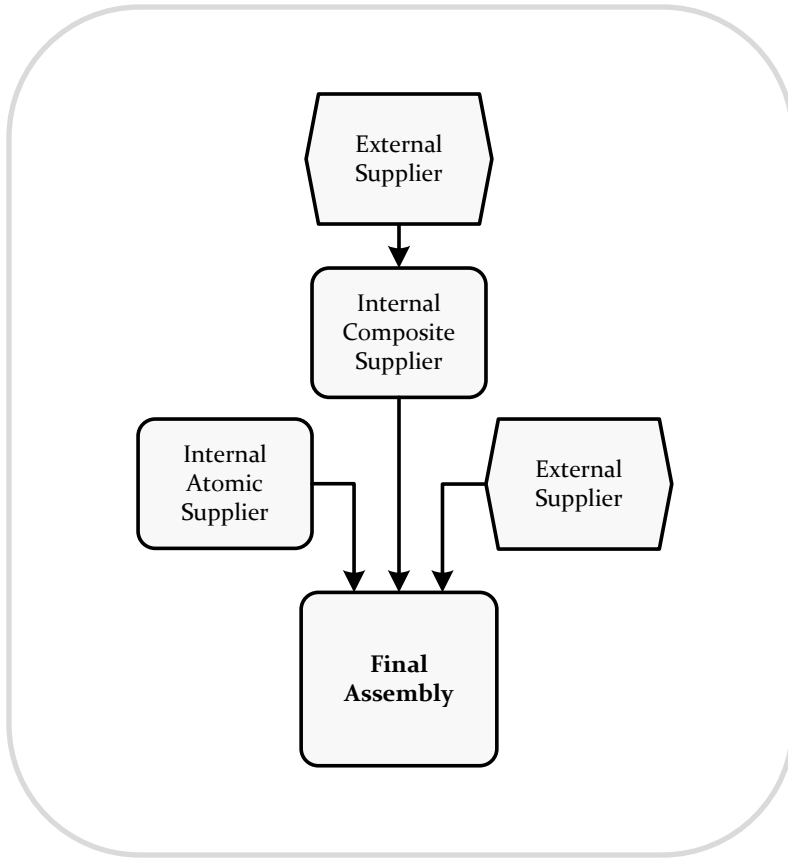 External
Supplier
Internal
Composite
Supplier
Internal
Atomic
Supplier
External
Supplier
Final
Assembly